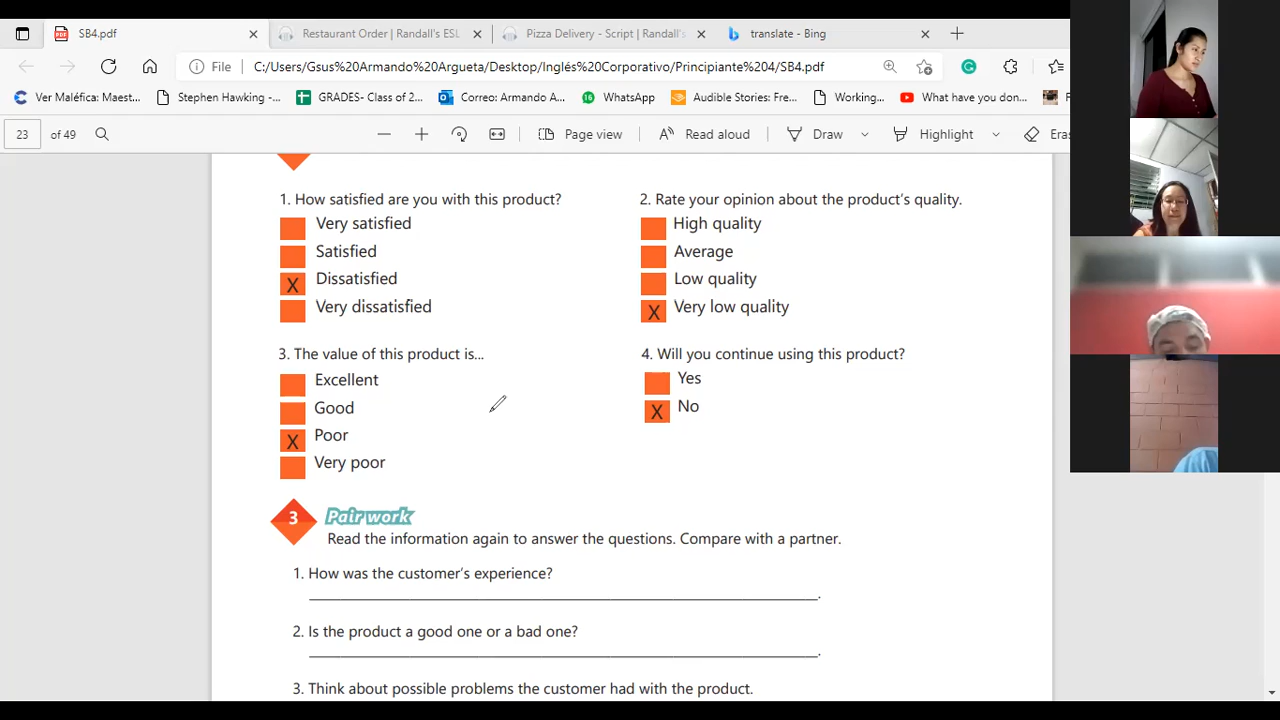 SB4.pdf
Restaurant Order | Randall's ESL
Pizza Delivery - Script | Randall's
translate - Bing
File
C:/Users/Gsus%20Armando%20Argueta/Desktop/Inglés%20Corporativo/Principiante%204/SB4.pdf
Ver Maléfica: Maest...
Stephen Hawking -...
GRADES- Class of 2...
Correo: Armando A...
16 WhatsApp
Audible Stories: Fre...
Working...
What have you don...
23 of 49
Page view
Read aloud
Draw
Highlight
Eras
1. How satisfied are you with this product?
Very satisfied
Satisfied
X Dissatisfied
Very dissatisfied
2. Rate your opinion about the product's quality.
High quality
Average
Low quality
X Very low quality
3. The value of this product is...
Excellent
Good
X Poor
Very poor
4. Will you continue using this product?
Yes
X No
3 Pair work
Read the information again to answer the questions. Compare with a partner.
1. How was the customer's experience?
2. Is the product a good one or a bad one?
3. Think about possible problems the customer had with the product.